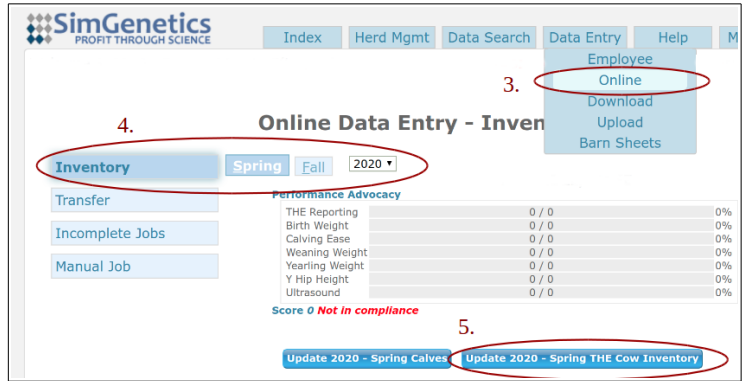 SimGenetics
PROFIT THROUGH SCIENCE
Index Herd Mgmt Data Search Data Entry Help M
Employee
3. Online
Download
Upload
Barn Sheets
4.
Online Data Entry - Inven
Inventory Spring Fall 2020
Transfer
Incomplete Jobs
Manual Job
Performance Advocacy
THE Reporting 0 / 0 0%
Birth Weight 0 / 0 0%
Calving Ease 0 / 0 0%
Weaning Weight 0 / 0 0%
Yearling Weight 0 / 0 0%
Y Hip Height 0 / 0 0%
Ultrasound 0 / 0 0%
Score 0 Not in compliance
5.
Update 2020 - Spring Calves Update 2020 - Spring THE Cow Inventory